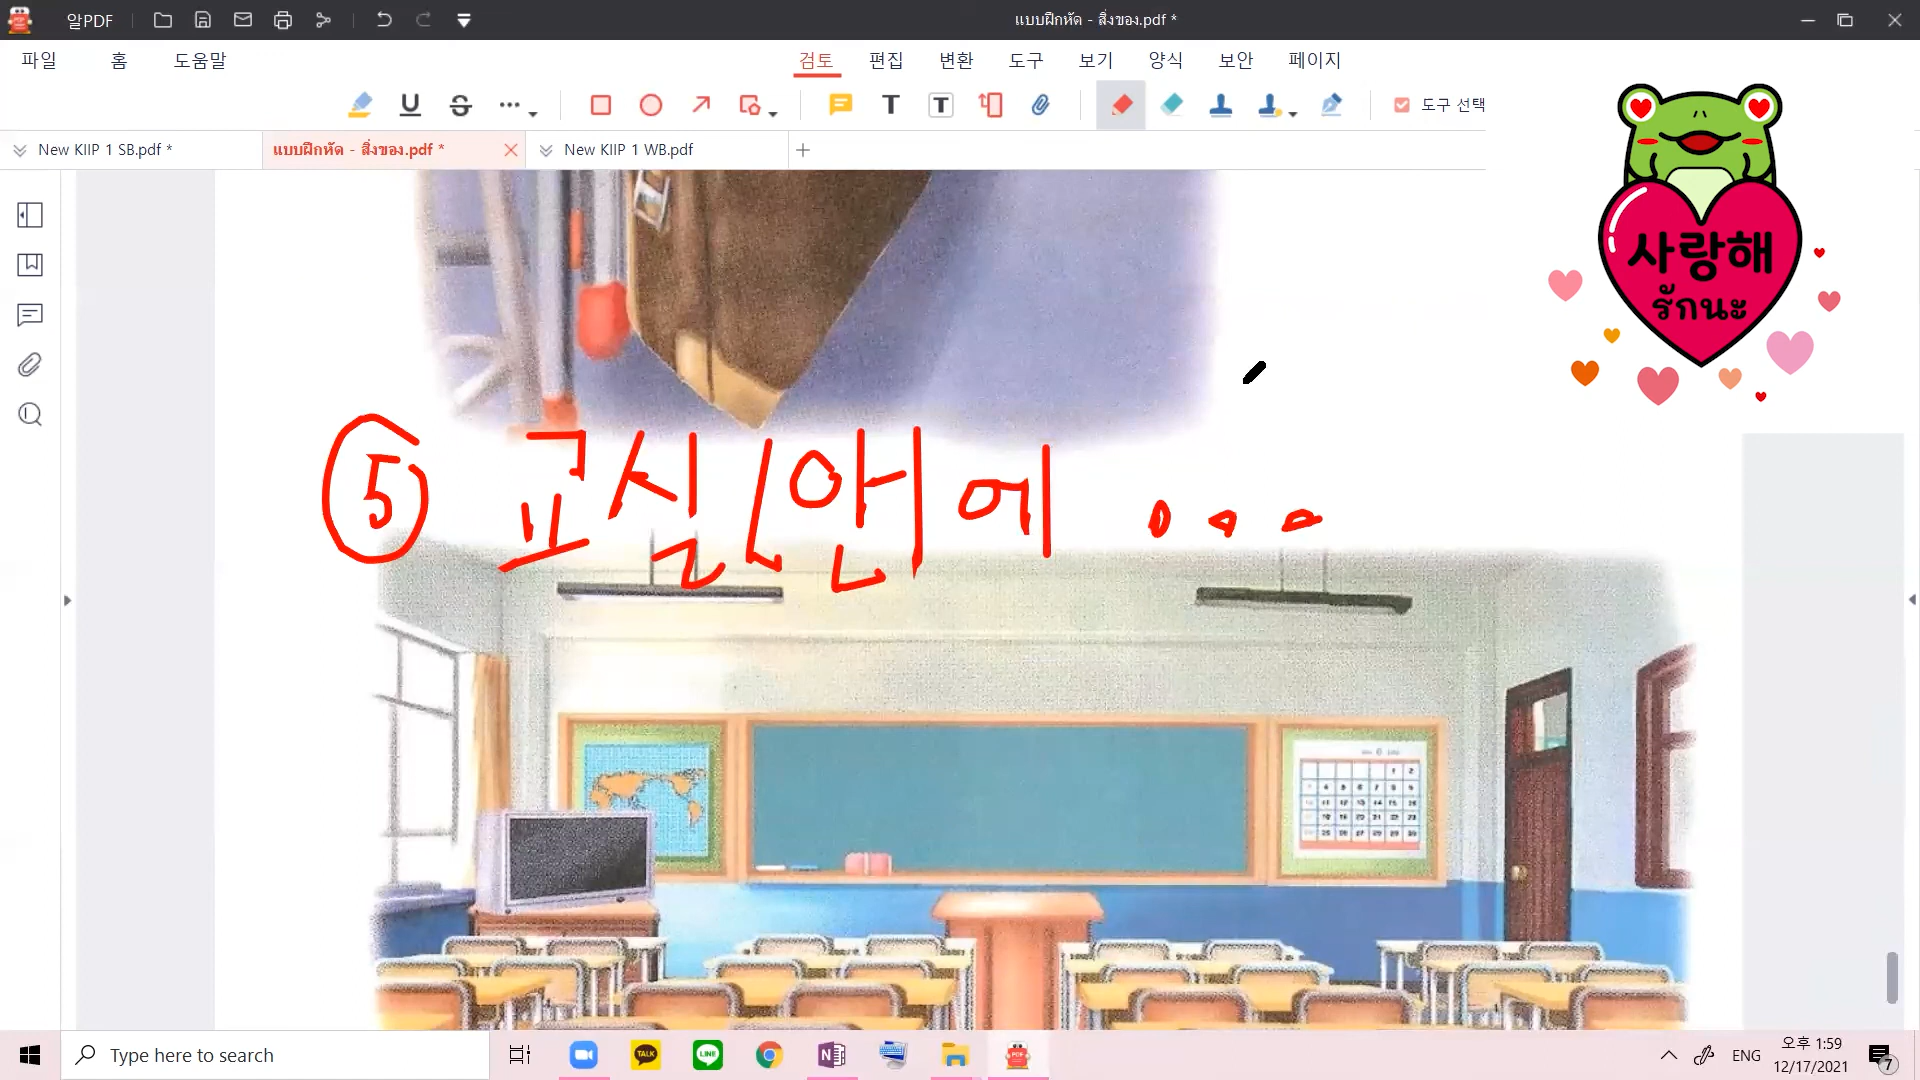 알PDF
แบบฝึกหัด - สิ่งของ.pdf *
파일 홈 도움말 검토 편집 변환 도구 보기 양식 보안 페이지
도구 선택
New KIIP 1 SB.pdf *
แบบฝึกหัด - สิ่งของ.pdf *
New KIIP 1 WB.pdf
사랑해
รักนะ
⑤ 교실 [안]에 ...
Type here to search
TALK
LINE
ENG
오후 1:59
12/17/2021
7